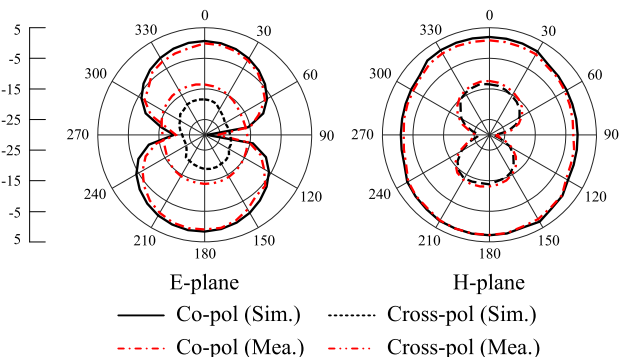 0 0
5 330 30 330 30
-5 300 60 300 60
-15
-25 270 90 270 90
-15 240 120 240 120
-5 210 150 210 150
5 180 180
E-plane H-plane
Co-pol (Sim.) Cross-pol (Sim.)
Co-pol (Mea.) Cross-pol (Mea.)